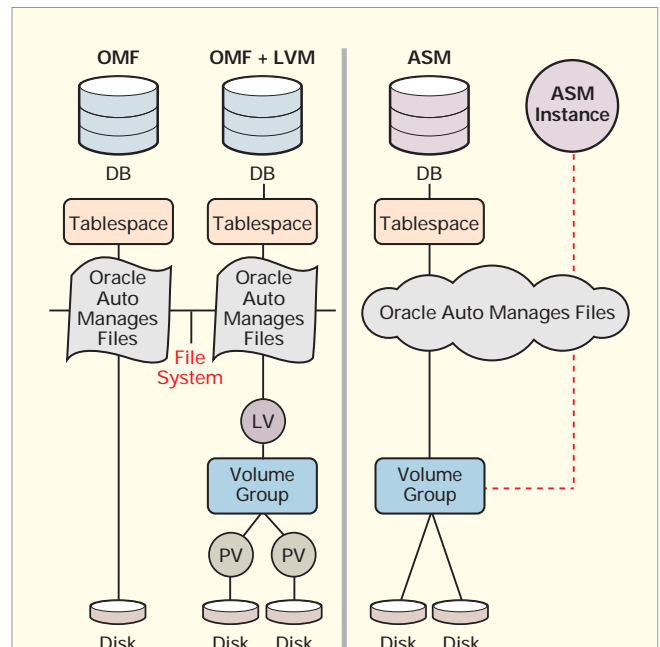 OMF
OMF + LVM
ASM
ASM
Instance
DB
DB
DB
Tablespace
Tablespace
Tablespace
Oracle
Auto
Manages
Files
Oracle
Auto
Manages
Files
Oracle Auto Manages Files
File
System
LV
Volume
Group
Volume
Group
PV
PV
Disk
Disk
Disk
Disk
Disk